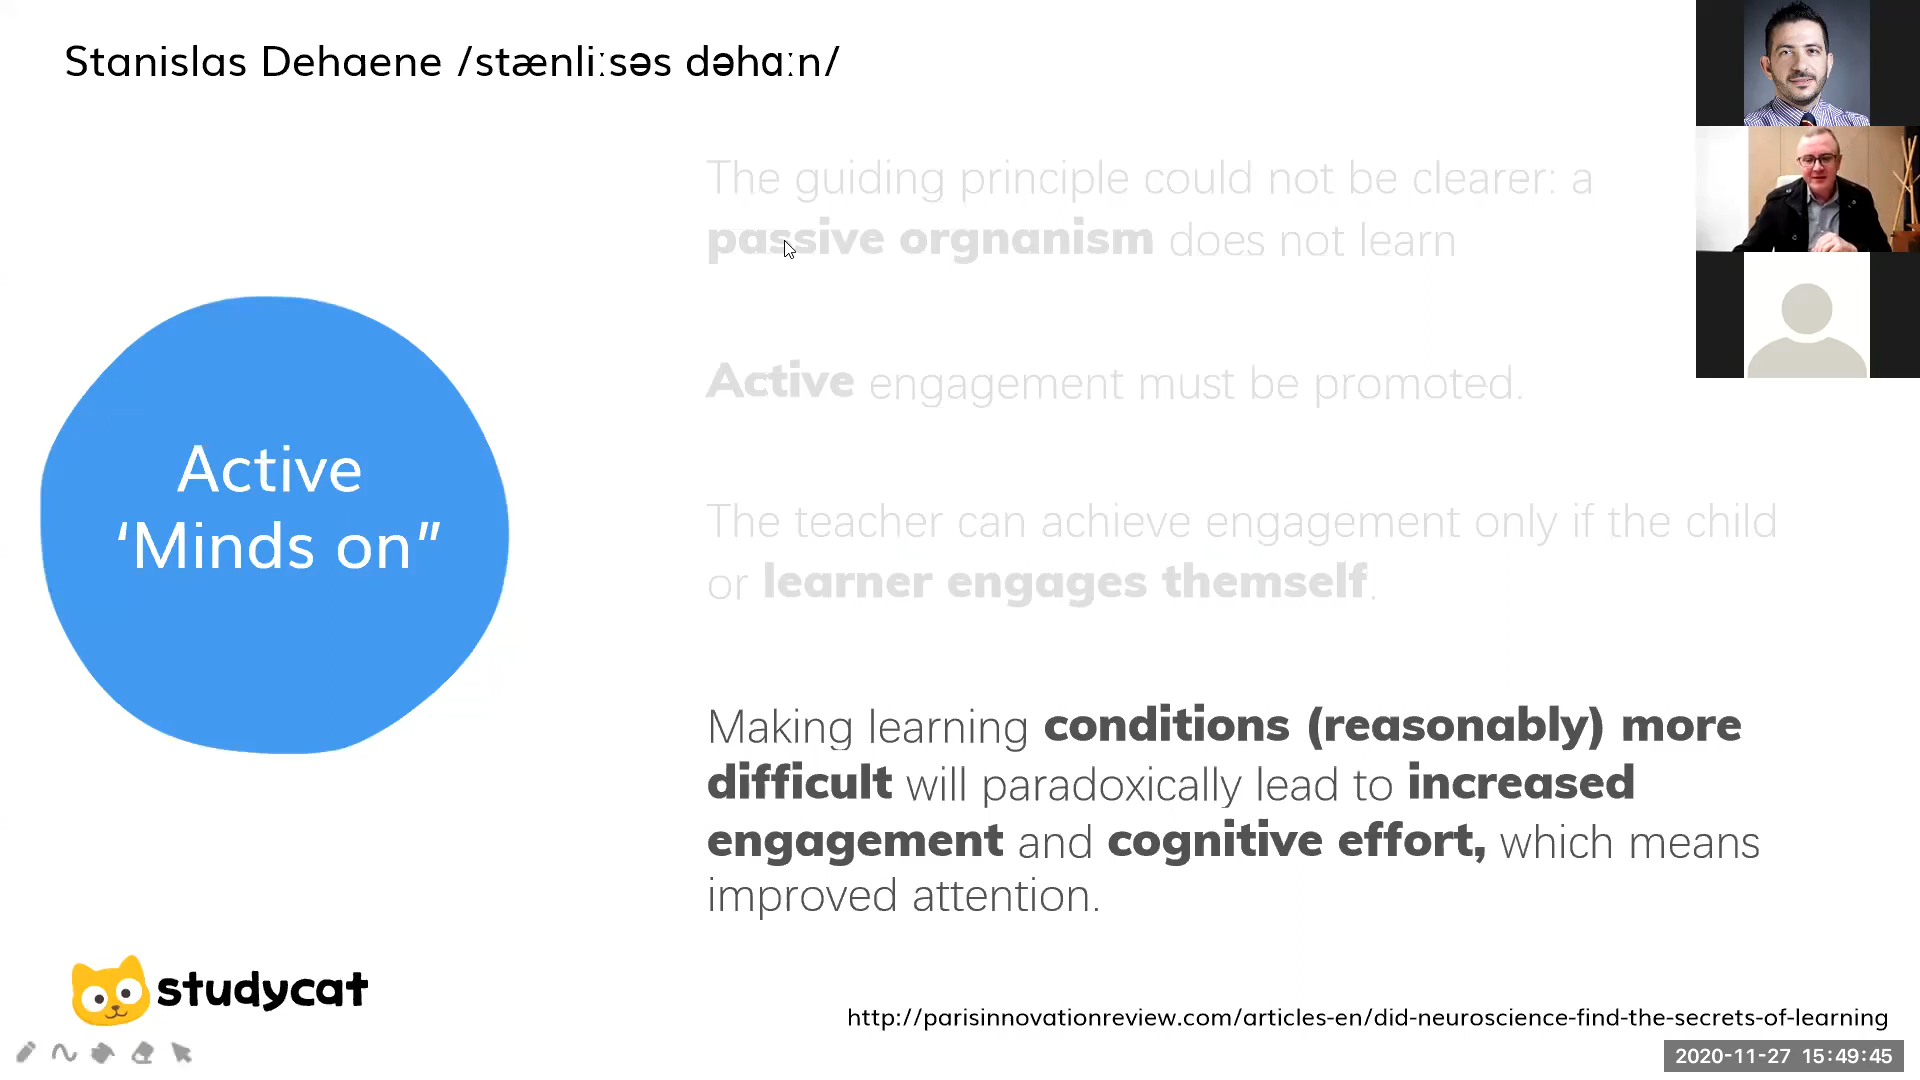 Stanislas Dehaene /stænliːsəs dəhɑːn/
The guiding principle could not be clearer: a
passive orgnanism does not learn
Active engagement must be promoted.
The teacher can achieve engagement only if the child
or learner engages themself.
Active
‘Minds on”
Making learning conditions (reasonably) more
difficult will paradoxically lead to increased
engagement and cognitive effort, which means
improved attention.
studycat
http://parisinnovationreview.com/articles-en/did-neuroscience-find-the-secrets-of-learning
2020-11-27 15:49:45